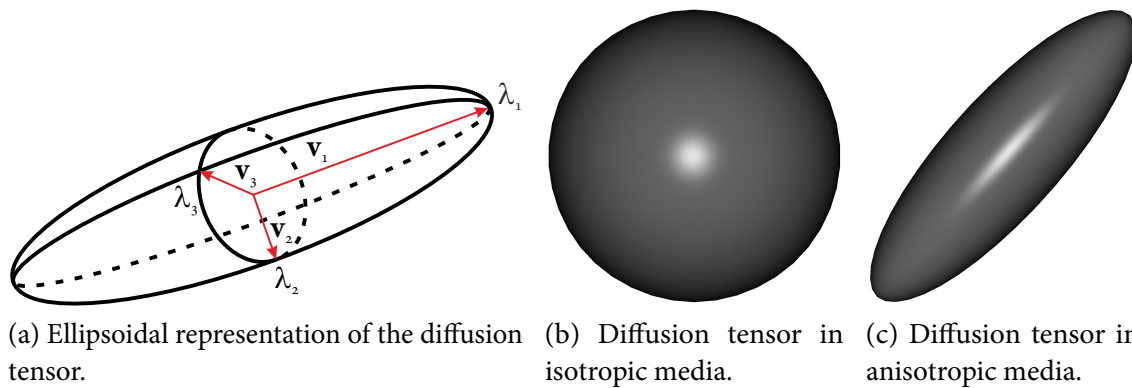 λ₁
v₁
v₃
λ₃
v₂
λ₂
(a) Ellipsoidal representation of the diffusion
tensor.
(b) Diffusion tensor in
isotropic media.
(c) Diffusion tensor in
anisotropic media.